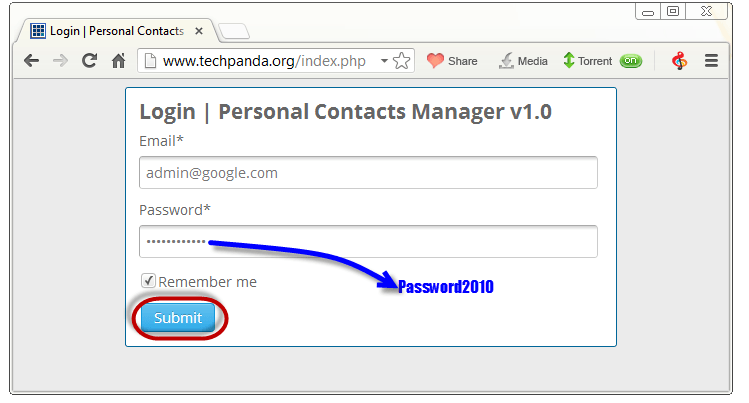 Login | Personal Contacts
www.techpanda.org/index.php
Share
Media
Torrent
on
Login | Personal Contacts Manager v1.0
Email*
admin@google.com
Password*
••••••••••••
Password2010
Remember me
Submit